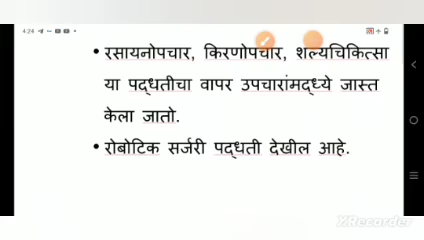 4:24
• रसायनोपचार, किरणोपचार, शल्यचिकित्सा
या पद्धतीचा वापर उपचारांमद्ध्ये जास्त
केला जातो.
• रोबोटिक सर्जरी पद्धती देखील आहे.
XRecorder